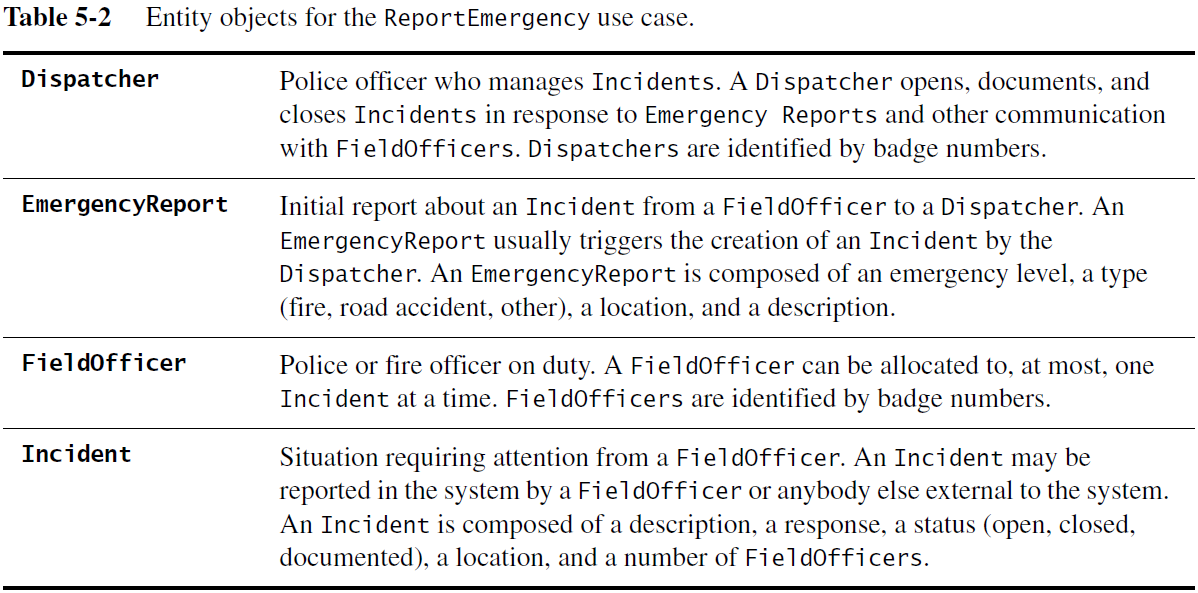 Table 5-2 Entity objects for the ReportEmergency use case.
Dispatcher
Police officer who manages Incidents. A Dispatcher opens, documents, and
closes Incidents in response to Emergency Reports and other communication
with FieldOfficers. Dispatchers are identified by badge numbers.
EmergencyReport
Initial report about an Incident from a FieldOfficer to a Dispatcher. An
EmergencyReport usually triggers the creation of an Incident by the
Dispatcher. An EmergencyReport is composed of an emergency level, a type
(fire, road accident, other), a location, and a description.
FieldOfficer
Police or fire officer on duty. A FieldOfficer can be allocated to, at most, one
Incident at a time. FieldOfficers are identified by badge numbers.
Incident
Situation requiring attention from a FieldOfficer. An Incident may be
reported in the system by a FieldOfficer or anybody else external to the system.
An Incident is composed of a description, a response, a status (open, closed,
documented), a location, and a number of FieldOfficers.